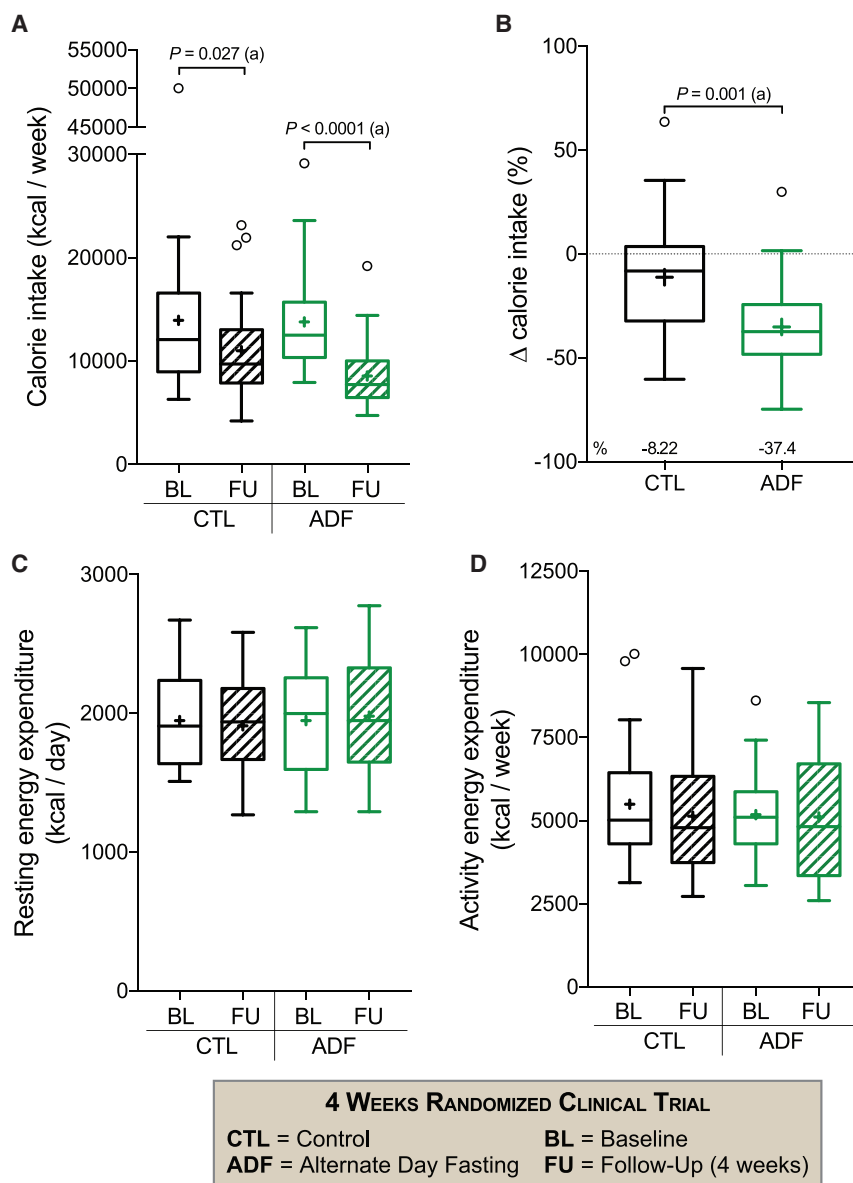 A
Calorie intake (kcal / week)
55000
50000
45000
30000
20000
10000
0
P = 0.027 (a)
P < 0.0001 (a)
BL FU BL FU
CTL ADF
B
Δ calorie intake (%)
100
50
0
-50
-100
P = 0.001 (a)
% -8.22 -37.4
CTL ADF
C
Resting energy expenditure
(kcal / day)
3000
2000
1000
0
BL FU BL FU
CTL ADF
D
Activity energy expenditure
(kcal / week)
12500
10000
7500
5000
2500
0
BL FU BL FU
CTL ADF
4 WEEKS RANDOMIZED CLINICAL TRIAL
CTL = Control BL = Baseline
ADF = Alternate Day Fasting FU = Follow-Up (4 weeks)